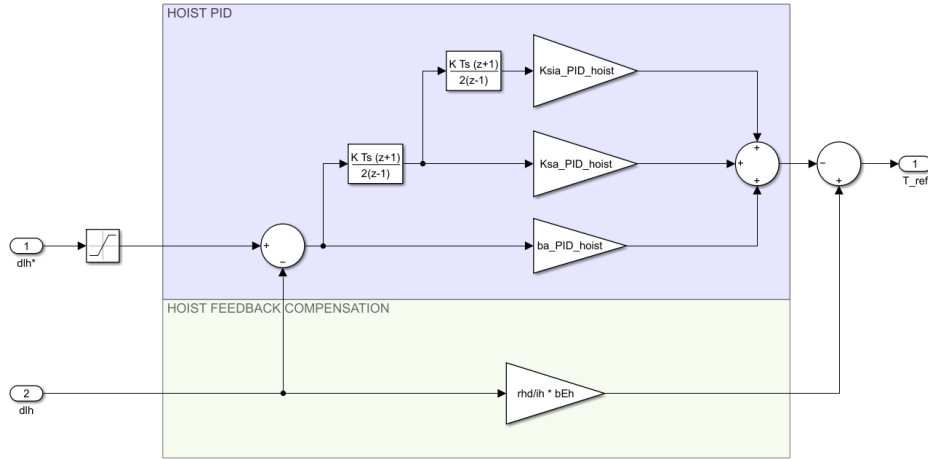 HOIST PID
K Ts (z+1)
2(z-1)
Ksia_PID_hoist
K Ts (z+1)
2(z-1)
Ksa_PID_hoist
+
+
+
−
+
1
T_ref
1
dlh*
+
−
ba_PID_hoist
HOIST FEEDBACK COMPENSATION
2
dlh
rhd/ih * bEh